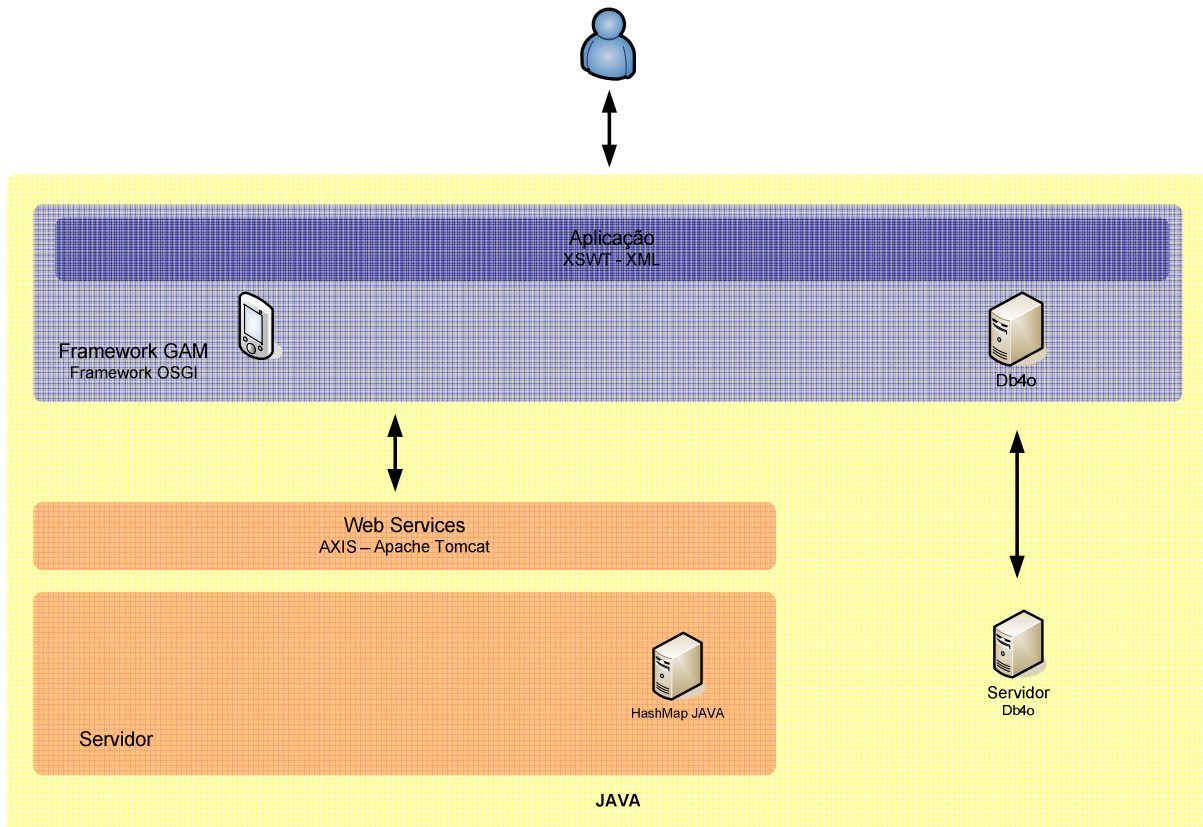 Aplicação
XSWT - XML
Framework GAM
Framework OSGI
Db4o
Web Services
AXIS – Apache Tomcat
HashMap JAVA
Servidor
Servidor
Db4o
JAVA